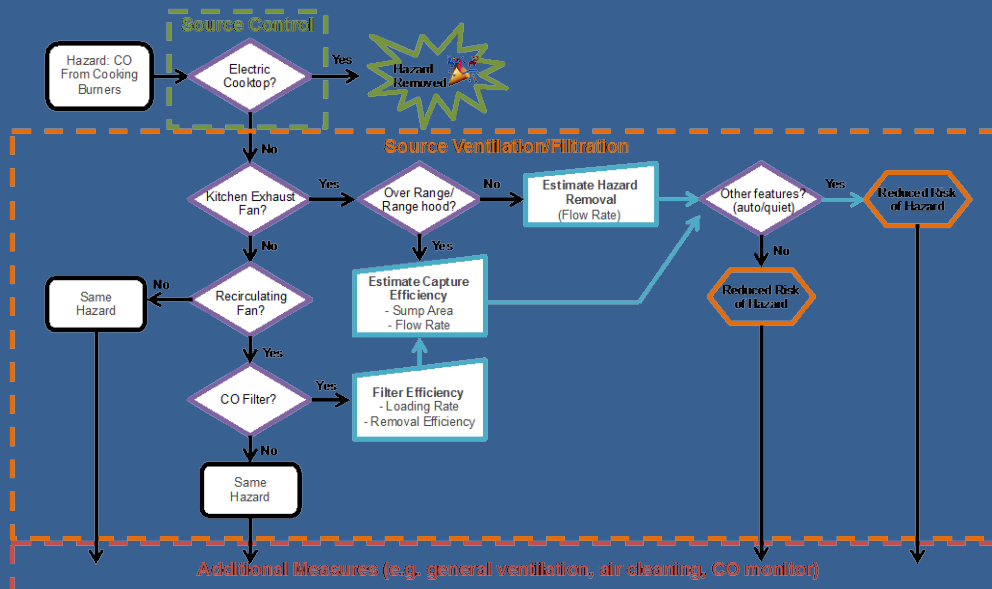 Source Control
Hazard: CO
From Cooking
Burners
Electric
Cooktop?
Yes
Hazard
Removed
No
Source Ventilation/Filtration
Kitchen Exhaust
Fan?
Yes
Over Range/
Range hood?
No
Estimate Hazard
Removal
(Flow Rate)
Other features?
(auto/quiet)
Yes
Reduced Risk
of Hazard
No
Yes
No
Same
Hazard
No
Recirculating
Fan?
Estimate Capture
Efficiency
- Sump Area
- Flow Rate
Reduced Risk
of Hazard
Yes
CO Filter?
Yes
Filter Efficiency
- Loading Rate
- Removal Efficiency
No
Same
Hazard
Additional Measures (e.g. general ventilation, air cleaning, CO monitor)